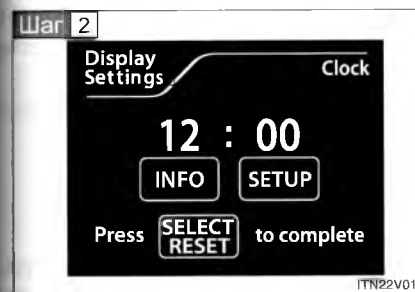 Шаг 2
Display
Settings
Clock
12 : 00
INFO SETUP
Press SELECT RESET to complete
ITN22V01